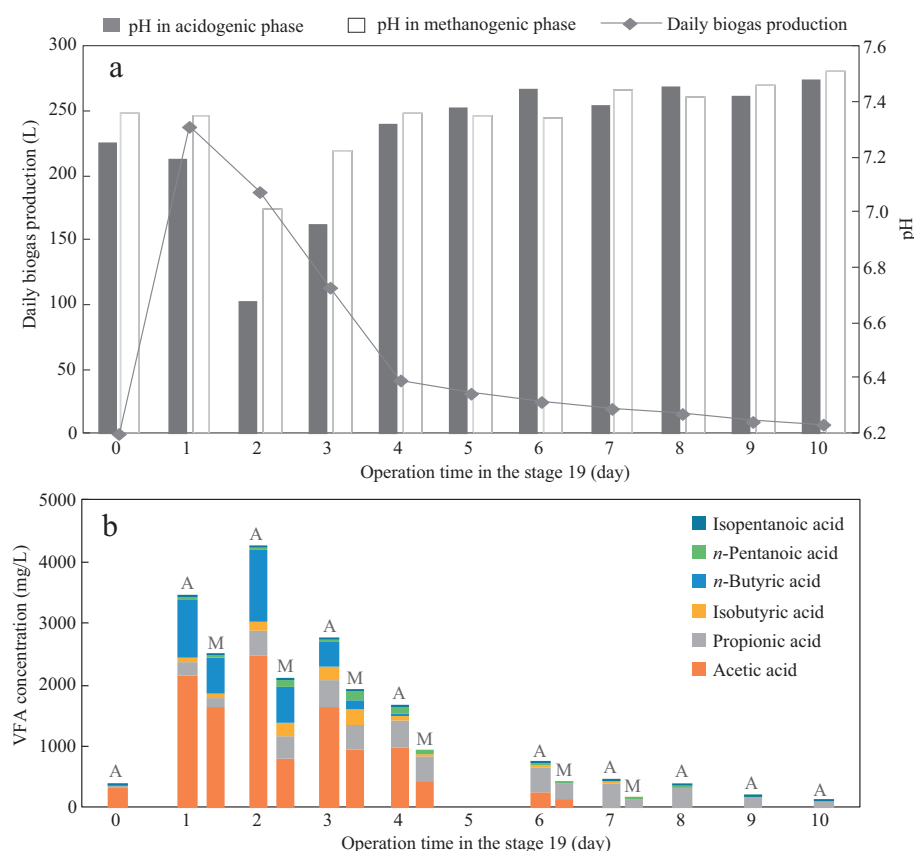 pH in acidogenic phase pH in methanogenic phase Daily biogas production
a
300
250
200
150
100
50
0
Daily biogas production (L)
7.6
7.4
7.2
7.0
6.8
6.6
6.4
6.2
pH
0 1 2 3 4 5 6 7 8 9 10
Operation time in the stage 19 (day)
b
5000
4000
3000
2000
1000
0
VFA concentration (mg/L)
Isopentanoic acid
n-Pentanoic acid
n-Butyric acid
Isobutyric acid
Propionic acid
Acetic acid
A A M A M A M A M A M A M A A A
0 1 2 3 4 5 6 7 8 9 10
Operation time in the stage 19 (day)